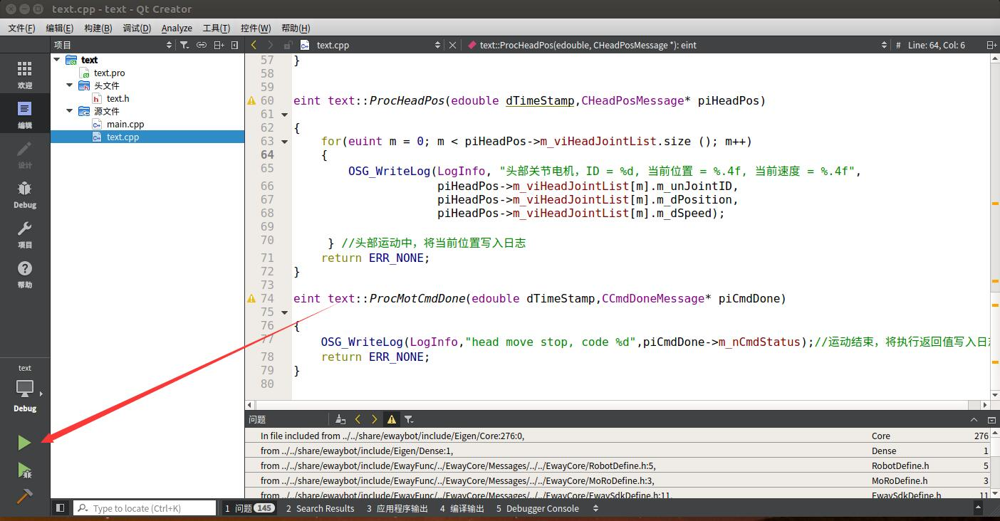 text.cpp - text - Qt Creator
文件(F) 编辑(E) 构建(B) 调试(D) Analyze 工具(T) 控件(W) 帮助(H)
项目
text.cpp
text::ProcHeadPos(edouble, CHeadPosMessage *): eint
# Line: 64, Col: 6
欢迎
编辑
设计
Debug
项目
帮助
text
Debug
text
text.pro
头文件
text.h
源文件
main.cpp
text.cpp
57 }
58
59
60 eint text::ProcHeadPos(edouble dTimeStamp,CHeadPosMessage* piHeadPos)
61
62 {
63 for(euint m = 0; m < piHeadPos->m_viHeadJointList.size (); m++)
64 {
65 OSG_WriteLog(LogInfo, "头部关节电机，ID = %d, 当前位置 = %.4f, 当前速度 = %.4f",
66 piHeadPos->m_viHeadJointList[m].m_unJointID,
67 piHeadPos->m_viHeadJointList[m].m_dPosition,
68 piHeadPos->m_viHeadJointList[m].m_dSpeed);
69
70 } //头部运动中，将当前位置写入日志
71 return ERR_NONE;
72 }
73
74 eint text::ProcMotCmdDone(edouble dTimeStamp,CCmdDoneMessage* piCmdDone)
75
76 {
77 OSG_WriteLog(LogInfo,"head move stop, code %d",piCmdDone->m_nCmdStatus);//运动结束，将执行返回值写入日
78 return ERR_NONE;
79 }
80
问题
In file included from ../../share/ewaybot/include/Eigen/Core:276:0, Core 276
from ../../share/ewaybot/include/Eigen/Dense:1, Dense 1
from ../../share/ewaybot/include/EwayFunc/../EwayCore/Messages/../../EwayCore/RobotDefine.h:5, RobotDefine.h 5
from ../../share/ewaybot/include/EwayFunc/../EwayCore/Messages/../../EwayCore/MoRoDefine.h:3, MoRoDefine.h 3
from ../../share/ewaybot/include/EwayFunc/../EwayCore/Messages/../../EwayCore/EwaySdkDefine.h:11, EwaySdkDefine.h 11
Type to locate (Ctrl+K)
1 问题 145 2 Search Results 3 应用程序输出 4 编译输出 5 Debugger Console